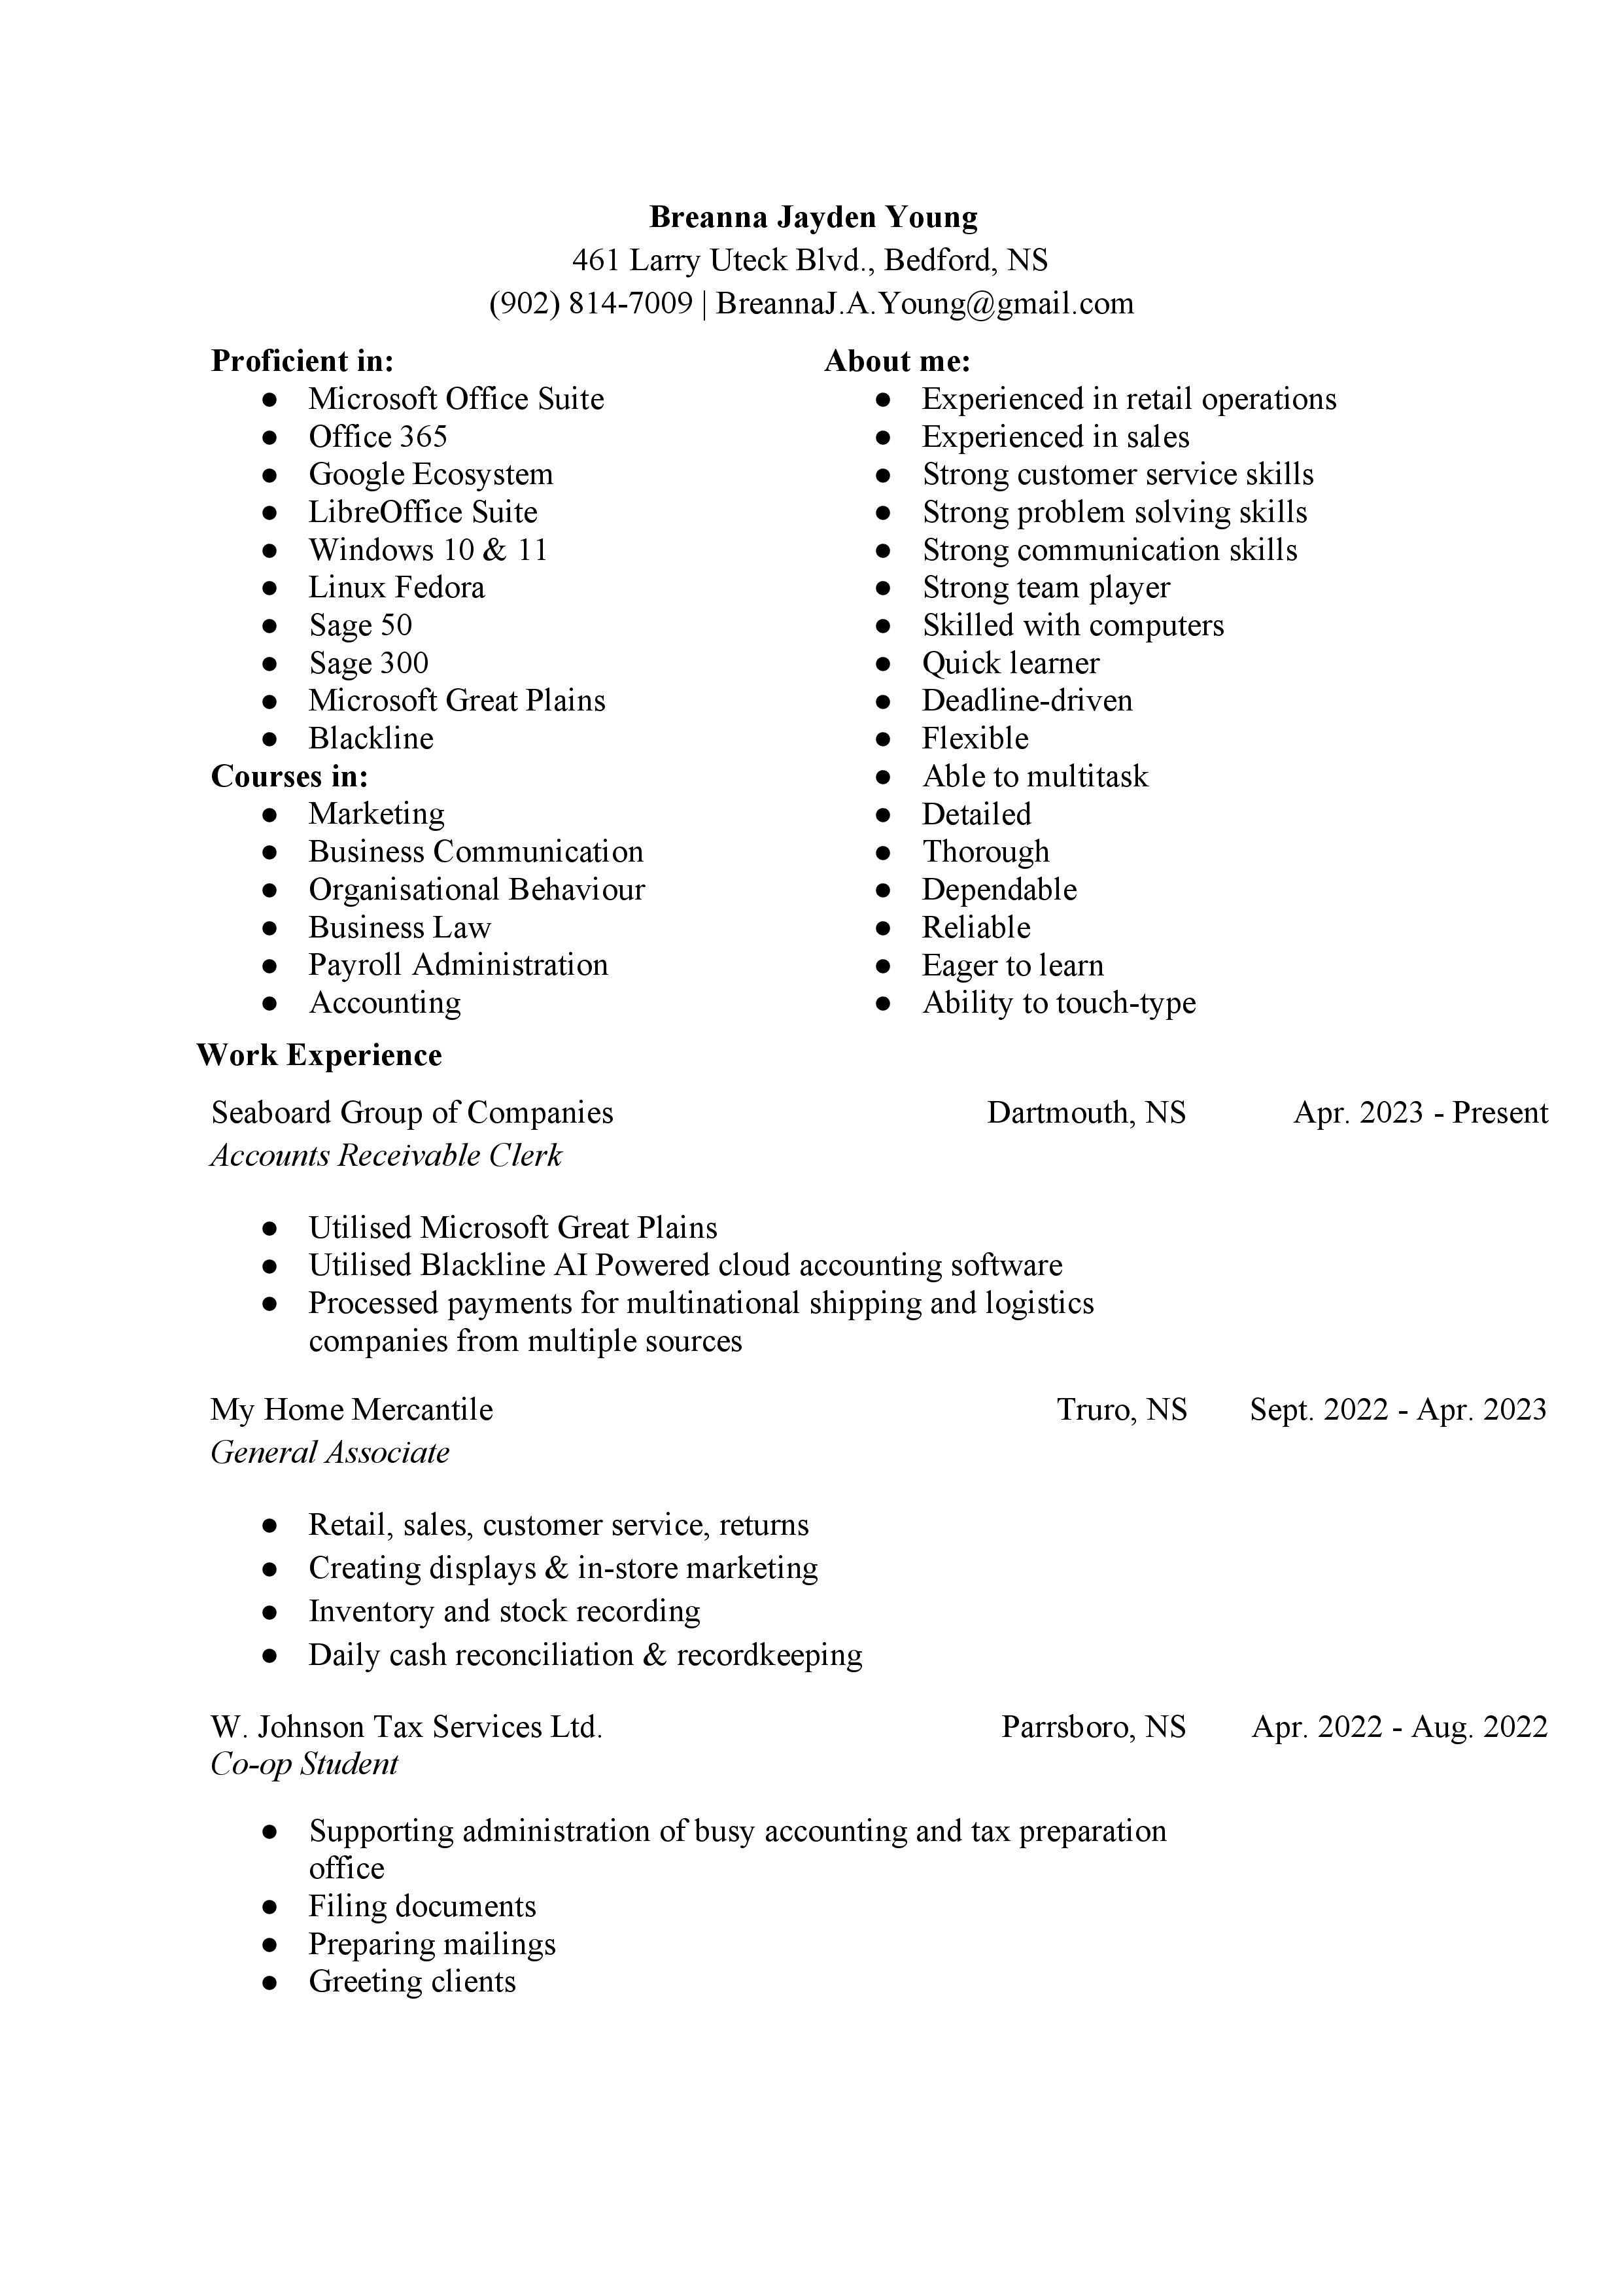 Breanna Jayden Young
461 Larry Uteck Blvd., Bedford, NS
(902) 814-7009 | BreannaJ.A.Young@gmail.com
Proficient in:
● Microsoft Office Suite
● Office 365
● Google Ecosystem
● LibreOffice Suite
● Windows 10 & 11
● Linux Fedora
● Sage 50
● Sage 300
● Microsoft Great Plains
● Blackline
Courses in:
● Marketing
● Business Communication
● Organisational Behaviour
● Business Law
● Payroll Administration
● Accounting
About me:
● Experienced in retail operations
● Experienced in sales
● Strong customer service skills
● Strong problem solving skills
● Strong communication skills
● Strong team player
● Skilled with computers
● Quick learner
● Deadline-driven
● Flexible
● Able to multitask
● Detailed
● Thorough
● Dependable
● Reliable
● Eager to learn
● Ability to touch-type
Work Experience
Seaboard Group of Companies Dartmouth, NS Apr. 2023 - Present
Accounts Receivable Clerk
● Utilised Microsoft Great Plains
● Utilised Blackline AI Powered cloud accounting software
● Processed payments for multinational shipping and logistics
companies from multiple sources
My Home Mercantile Truro, NS Sept. 2022 - Apr. 2023
General Associate
● Retail, sales, customer service, returns
● Creating displays & in-store marketing
● Inventory and stock recording
● Daily cash reconciliation & recordkeeping
W. Johnson Tax Services Ltd. Parrsboro, NS Apr. 2022 - Aug. 2022
Co-op Student
● Supporting administration of busy accounting and tax preparation
office
● Filing documents
● Preparing mailings
● Greeting clients